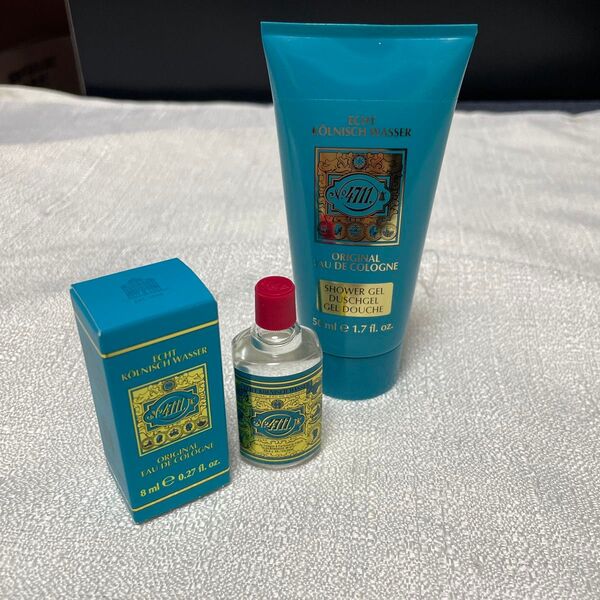 ECHT
KÖLNISCH WASSER
Nº 4711.
ORIGINAL
EAU DE COLOGNE
SHOWER GEL
DUSCHGEL
GEL DOUCHE
50 ml e 1.7 fl. oz.
ECHT
KÖLNISCH WASSER
Nº 4711.
ORIGINAL
EAU DE COLOGNE
8 ml e 0.27 fl. oz.
Nº 4711.